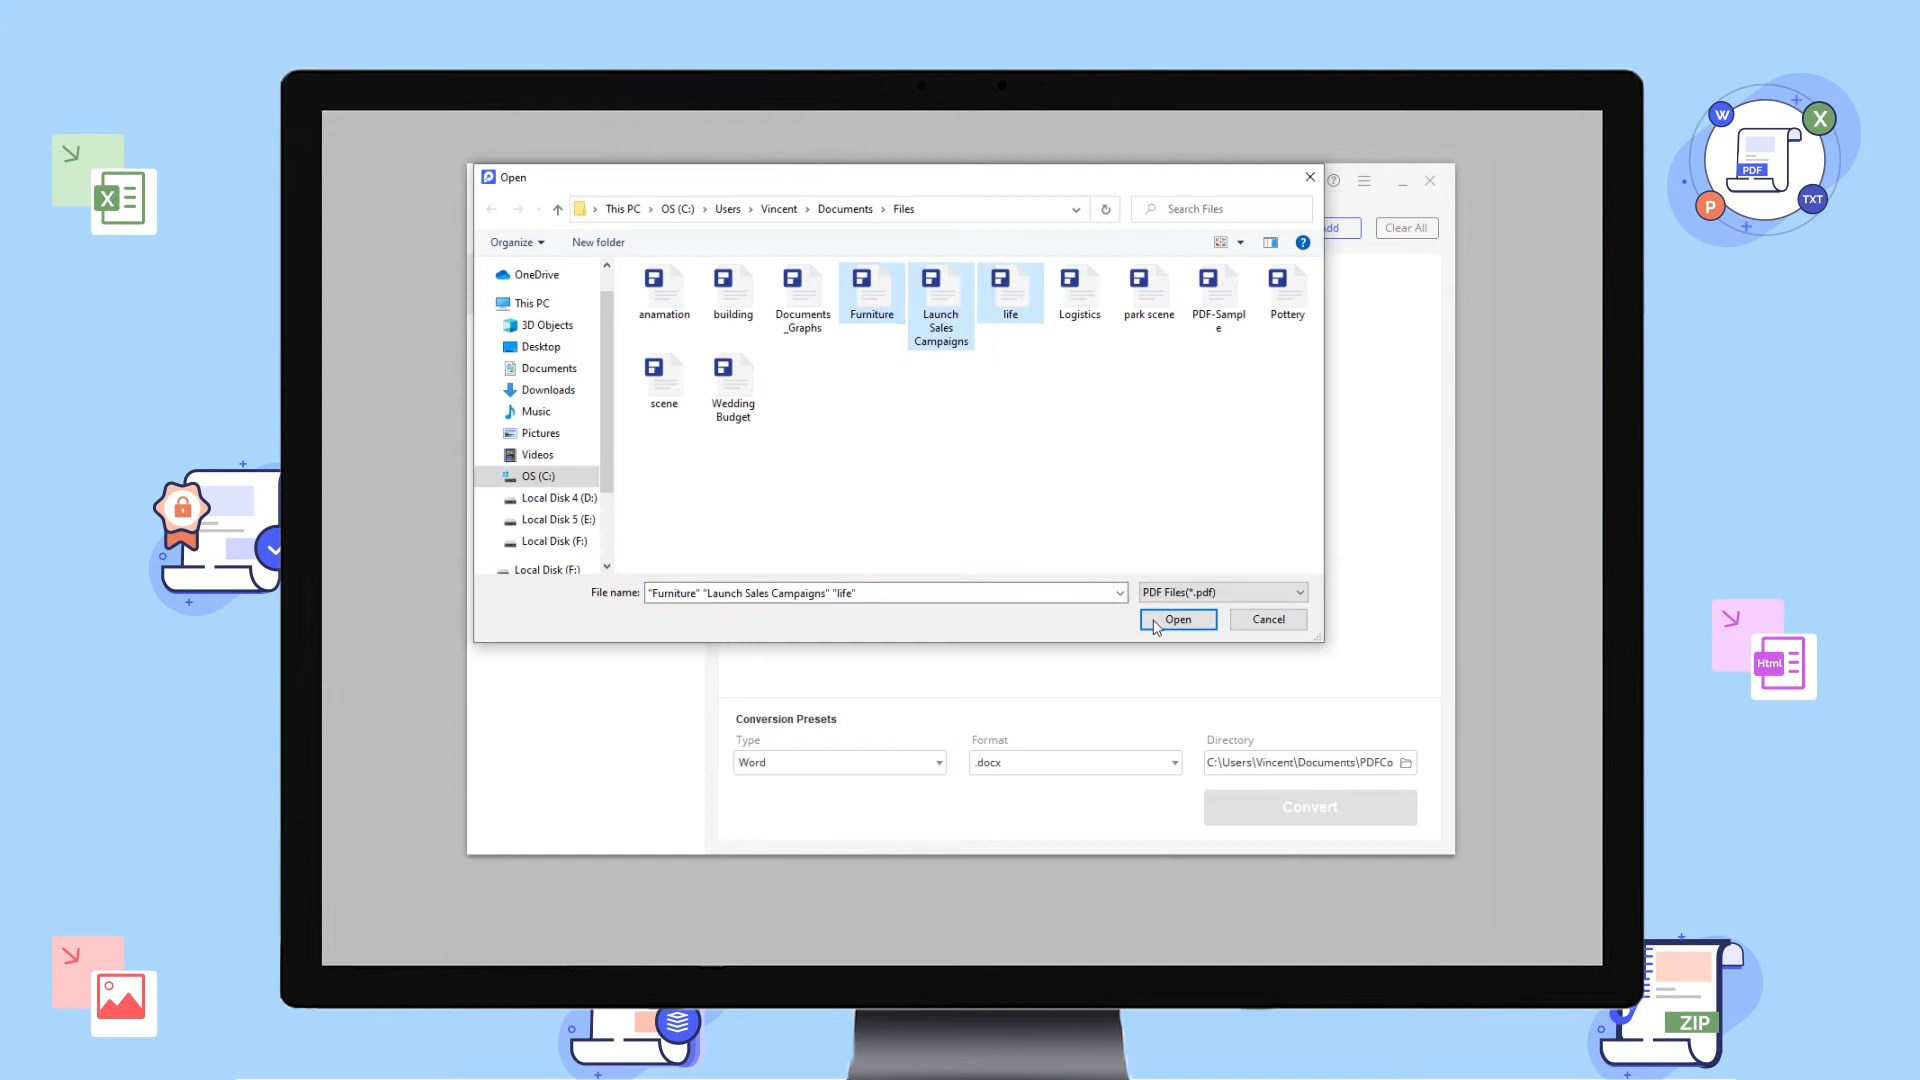 W
X
PDF
P
TXT
X
Open
This PC
OS (C:)
Users
Vincent
Documents
Files
Search Files
Organize
New folder
?
Clear All
OneDrive
This PC
3D Objects
Desktop
Documents
Downloads
Music
Pictures
Videos
OS (C:)
Local Disk 4 (D:)
Local Disk 5 (E:)
Local Disk (F:)
Local Disk (F:)
anamation
building
Documents
_Graphs
Furniture
Launch
Sales
Campaigns
life
Logistics
park scene
PDF-Sampl
e
Pottery
scene
Wedding
Budget
File name:
"Furniture" "Launch Sales Campaigns" "life"
PDF Files(*.pdf)
Open
Cancel
Html
Conversion Presets
Type
Format
Directory
Word
.docx
C:\Users\Vincent\Documents\PDFCo
Convert
ZIP